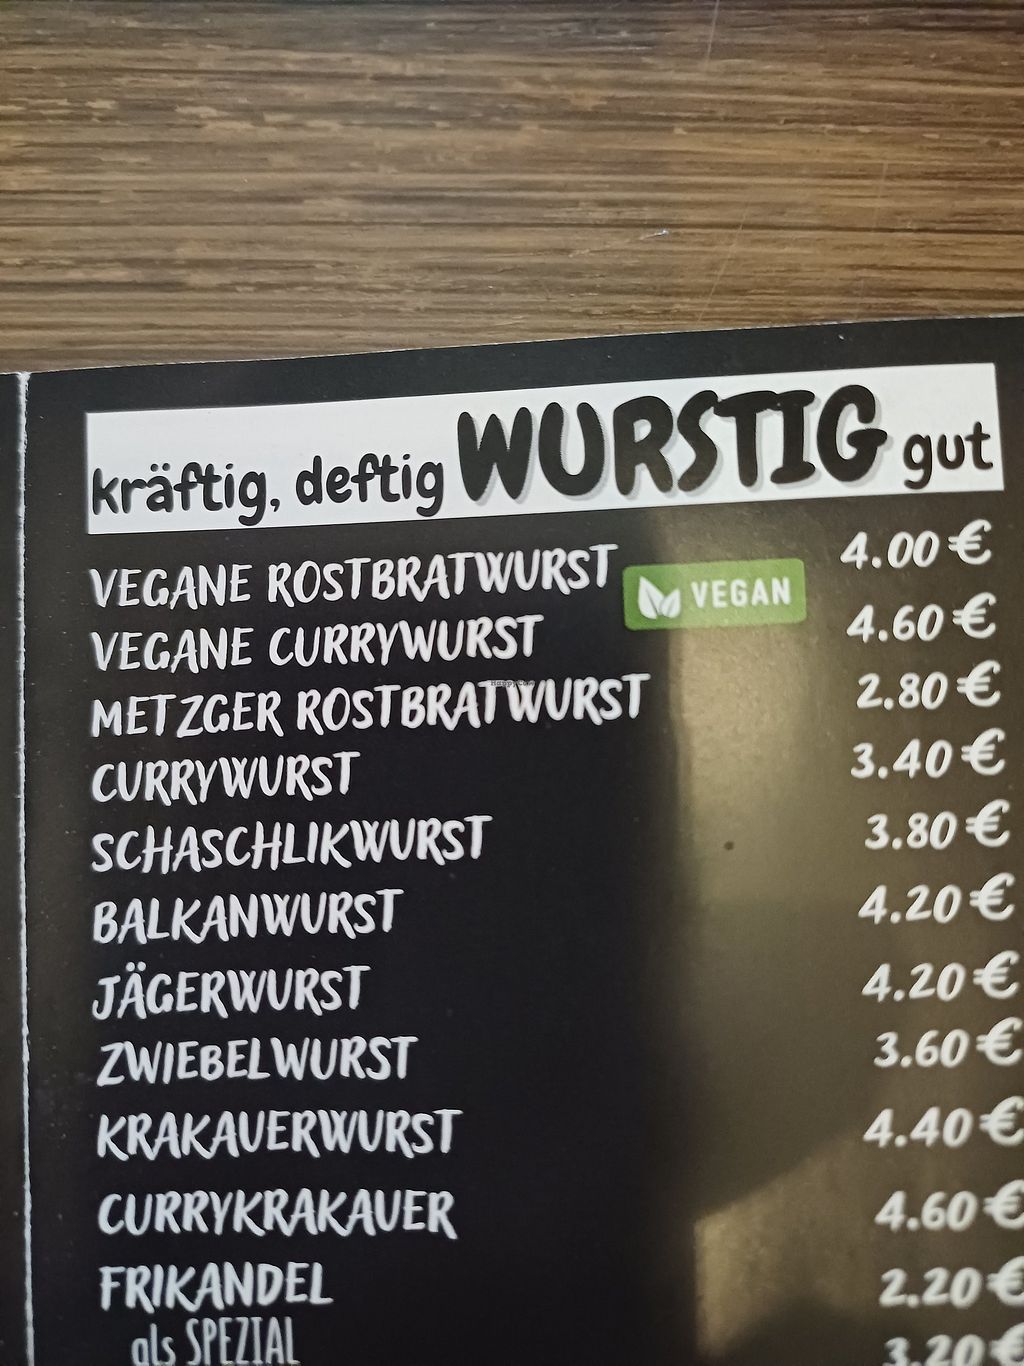 kräftig, deftig WURSTIG gut
VEGANE ROSTBRATWURST 4.00 €
VEGAN
VEGANE CURRYWURST 4.60 €
METZGER ROSTBRATWURST 2.80 €
CURRYWURST 3.40 €
SCHASCHLIKWURST 3.80 €
BALKANWURST 4.20 €
JÄGERWURST 4.20 €
ZWIEBELWURST 3.60 €
KRAKAUERWURST 4.40 €
CURRYKRAKAUER 4.60 €
FRIKANDEL 2.20 €
als SPEZIAL 3.20 €